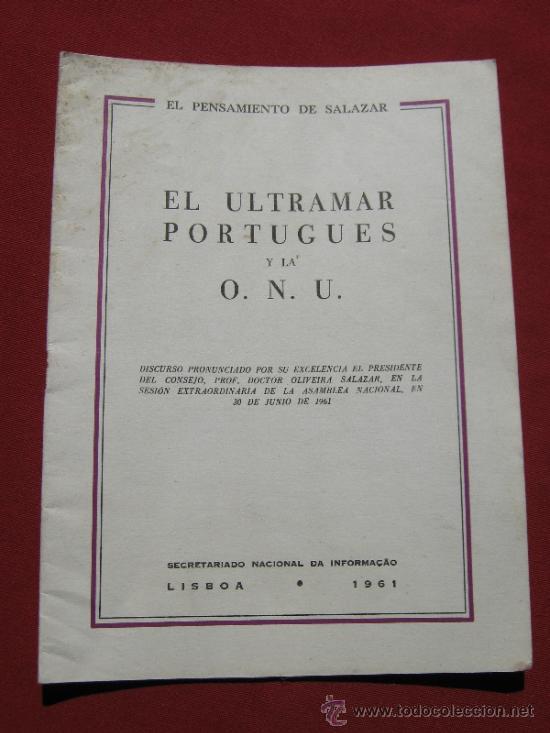 EL PENSAMIENTO DE SALAZAR
EL ULTRAMAR
PORTUGUES
Y LA
O. N. U.
DISCURSO PRONUNCIADO POR SU EXCELENCIA EL PRESIDENTE
DEL CONSEJO, PROF. DOCTOR OLIVEIRA SALAZAR, EN LA
SESIÓN EXTRAORDINARIA DE LA ASAMBLEA NACIONAL, EN
30 DE JUNIO DE 1961
SECRETARIADO NACIONAL DA INFORMAÇÃO
LISBOA • 1961
todocoleccion
www.todocoleccion.net